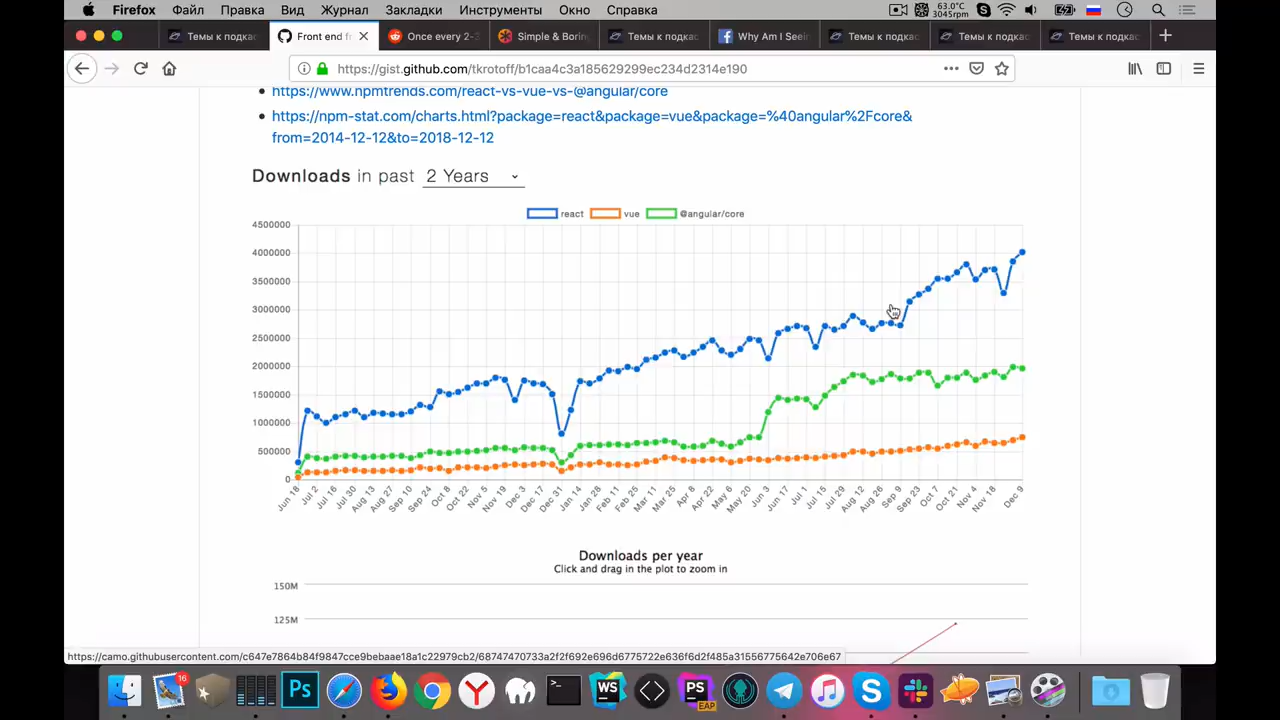 Firefox Файл Правка Вид Журнал Закладки Инструменты Окно Справка 63.0°C 3045rpm
Темы к подкас Front end f Once every 2-3 Simple & Boring Темы к подкас Why Am I Seein Темы к подкас Темы к подкас Темы к подкас
https://gist.github.com/tkrotoff/b1caa4c3a185629299ec234d2314e190
https://www.npmtrends.com/react-vs-vue-vs-@angular/core
https://npm-stat.com/charts.html?package=react&package=vue&package=%40angular%2Fcore&
from=2014-12-12&to=2018-12-12
Downloads in past 2 Years
react vue @angular/core
4500000
4000000
3500000
3000000
2500000
2000000
1500000
1000000
500000
0
Jun 18 Jul 2 Jul 16 Jul 30 Aug 13 Aug 27 Sep 10 Sep 24 Oct 8 Oct 22 Nov 5 Nov 19 Dec 3 Dec 17 Dec 31 Jan 14 Jan 28 Feb 11 Feb 25 Mar 11 Mar 25 Apr 8 Apr 22 May 6 May 20 Jun 3 Jun 17 Jul 1 Jul 15 Jul 29 Aug 12 Aug 26 Sep 9 Sep 23 Oct 7 Oct 21 Nov 4 Nov 18 Dec 9
Downloads per year
Click and drag in the plot to zoom in
150M
125M
https://camo.githubusercontent.com/c647e7864b84f9847cce9bebaae18a1c22979cb2/68747470733a2f2f692e696d6775722e636f6d2f485a31556775642e706e67
16
Ps
WS
PS
EAP